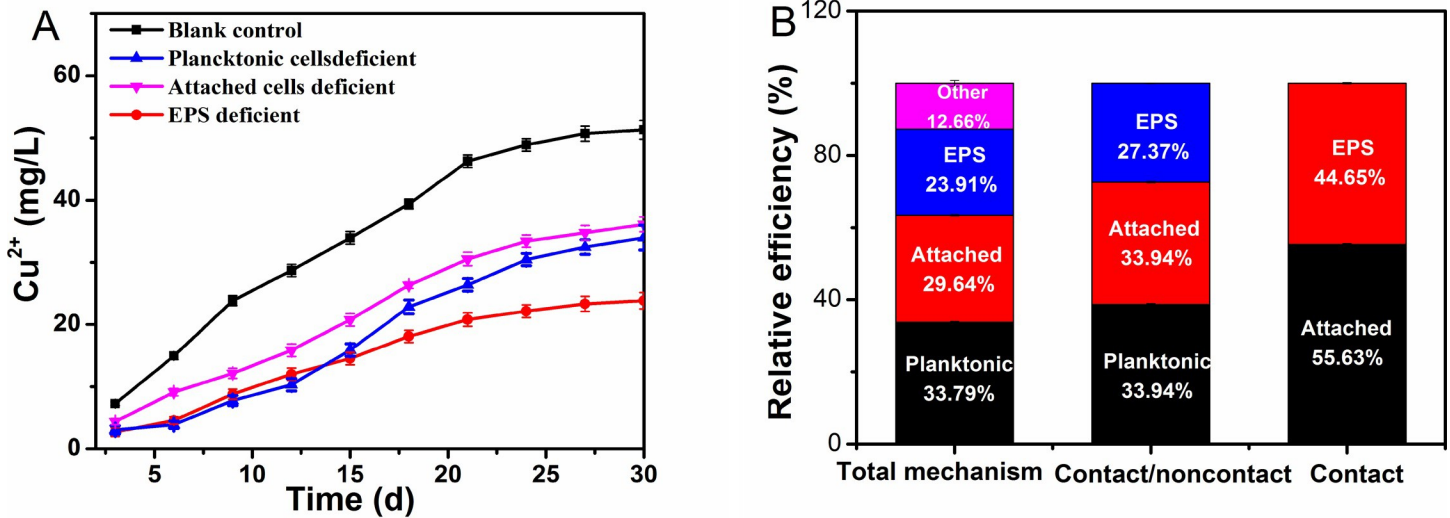 A
Blank control
Plancktonic cellsdeficient
Attached cells deficient
EPS deficient
60
40
20
0
Cu²⁺ (mg/L)
5 10 15 20 25 30
Time (d)
B
120
80
40
0
Relative efficiency (%)
Other
12.66%
EPS
23.91%
Attached
29.64%
Planktonic
33.79%
EPS
27.37%
Attached
33.94%
Planktonic
33.94%
EPS
44.65%
Attached
55.63%
Total mechanism Contact/noncontact Contact